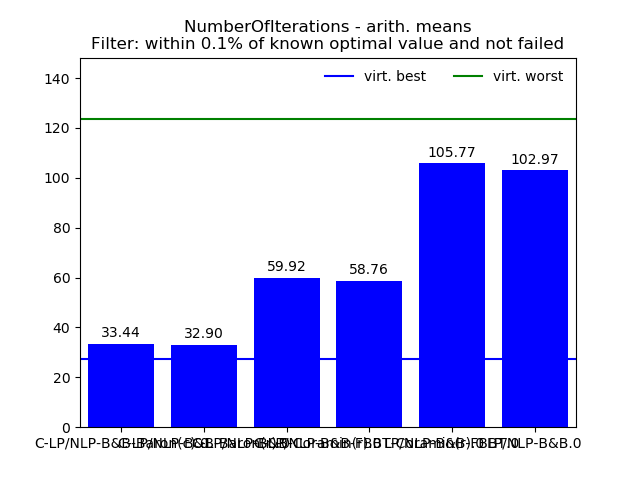 NumberOfIterations - arith. means
Filter: within 0.1% of known optimal value and not failed
virt. best
virt. worst
140
120
100
80
60
40
20
0
33.44
32.90
59.92
58.76
105.77
102.97
C-LP/NLP-B&B-B
LP/NLP-B&B.0